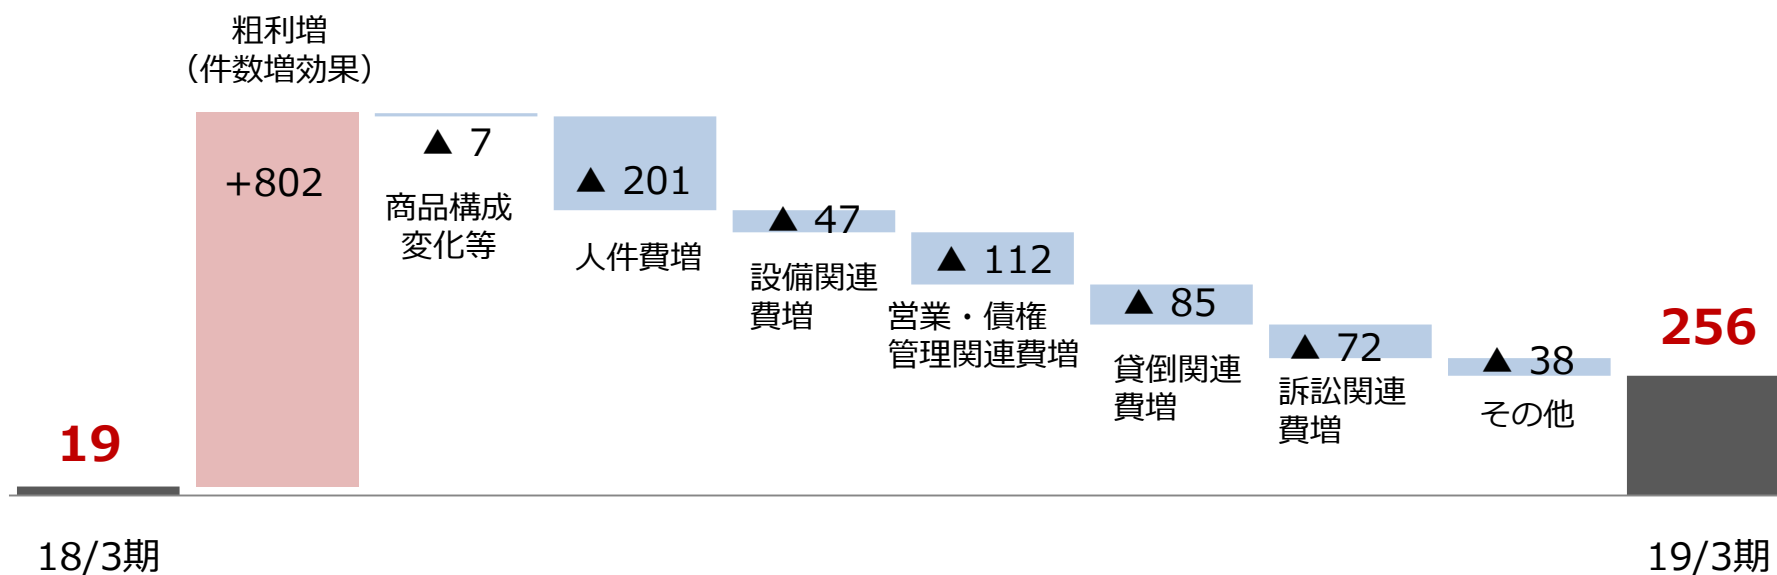 粗利増
（件数増効果）
+802
▲ 7
商品構成
変化等
▲ 201
人件費増
▲ 47
設備関連
費増
▲ 112
営業・債権
管理関連費増
▲ 85
貸倒関連
費増
▲ 72
訴訟関連
費増
▲ 38
その他
256
19
18/3期
19/3期